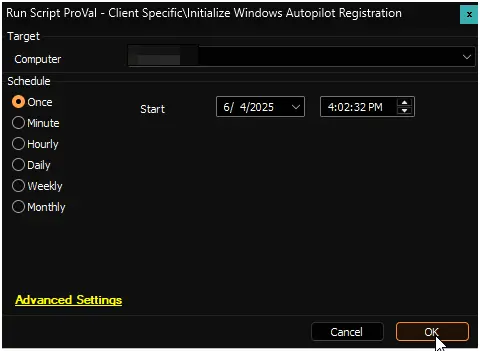 Run Script ProVal - Client Specific\Initialize Windows Autopilot Registration
x
Target
Computer
Schedule
Once
Start
6/ 4/2025
4:02:32 PM
Minute
Hourly
Daily
Weekly
Monthly
Advanced Settings
Cancel
OK